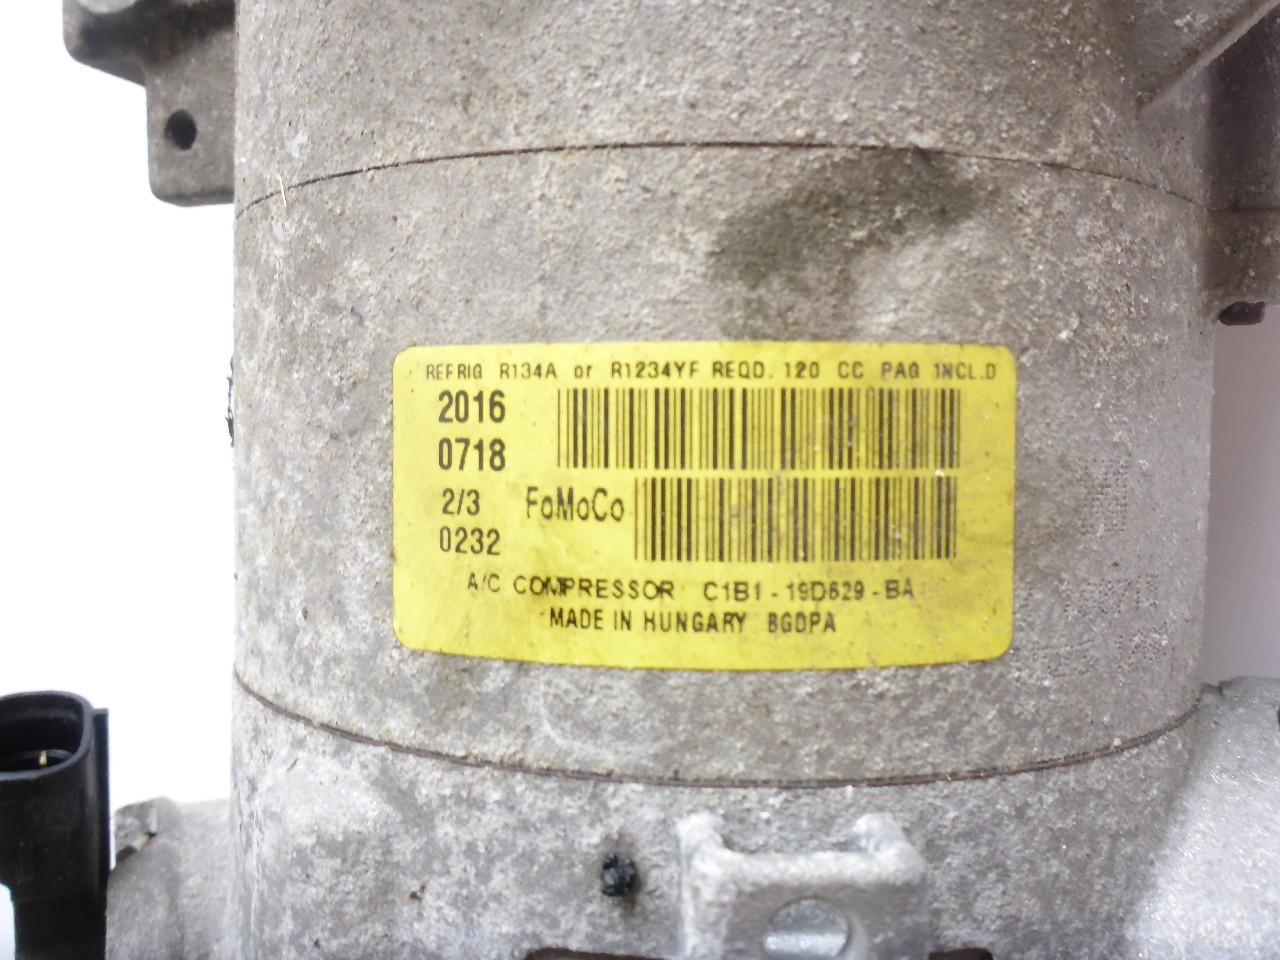 REFRIG R134A or R1234YF REQD. 120 CC PAG 1NCL.D
2016
0718
2/3 FoMoCo
0232
A/C COMPRESSOR C1B1-19D629-BA
MADE IN HUNGARY BGDPA